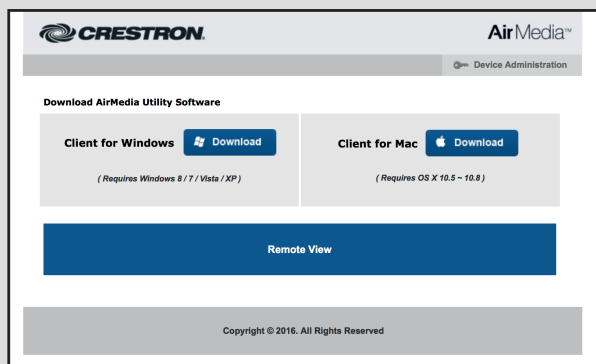 CRESTRON.
AirMedia™
Device Administration
Download AirMedia Utility Software
Client for Windows Download
( Requires Windows 8 / 7 / Vista / XP )
Client for Mac Download
( Requires OS X 10.5 ~ 10.8 )
Remote View
Copyright © 2016. All Rights Reserved